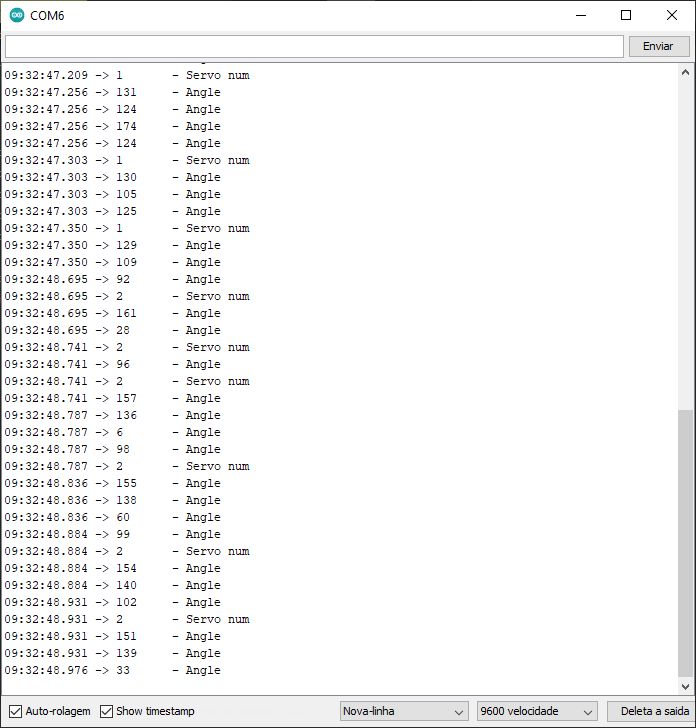 COM6
Enviar
09:32:47.209 -> 1 - Servo num
09:32:47.256 -> 131 - Angle
09:32:47.256 -> 124 - Angle
09:32:47.256 -> 174 - Angle
09:32:47.256 -> 124 - Angle
09:32:47.303 -> 1 - Servo num
09:32:47.303 -> 130 - Angle
09:32:47.303 -> 105 - Angle
09:32:47.303 -> 125 - Angle
09:32:47.350 -> 1 - Servo num
09:32:47.350 -> 129 - Angle
09:32:47.350 -> 109 - Angle
09:32:48.695 -> 92 - Angle
09:32:48.695 -> 2 - Servo num
09:32:48.695 -> 161 - Angle
09:32:48.695 -> 28 - Angle
09:32:48.741 -> 2 - Servo num
09:32:48.741 -> 96 - Angle
09:32:48.741 -> 2 - Servo num
09:32:48.741 -> 157 - Angle
09:32:48.787 -> 136 - Angle
09:32:48.787 -> 6 - Angle
09:32:48.787 -> 98 - Angle
09:32:48.787 -> 2 - Servo num
09:32:48.836 -> 155 - Angle
09:32:48.836 -> 138 - Angle
09:32:48.836 -> 60 - Angle
09:32:48.884 -> 99 - Angle
09:32:48.884 -> 2 - Servo num
09:32:48.884 -> 154 - Angle
09:32:48.884 -> 140 - Angle
09:32:48.931 -> 102 - Angle
09:32:48.931 -> 2 - Servo num
09:32:48.931 -> 151 - Angle
09:32:48.931 -> 139 - Angle
09:32:48.976 -> 33 - Angle
Auto-rolagem Show timestamp Nova-linha 9600 velocidade Deleta a saida